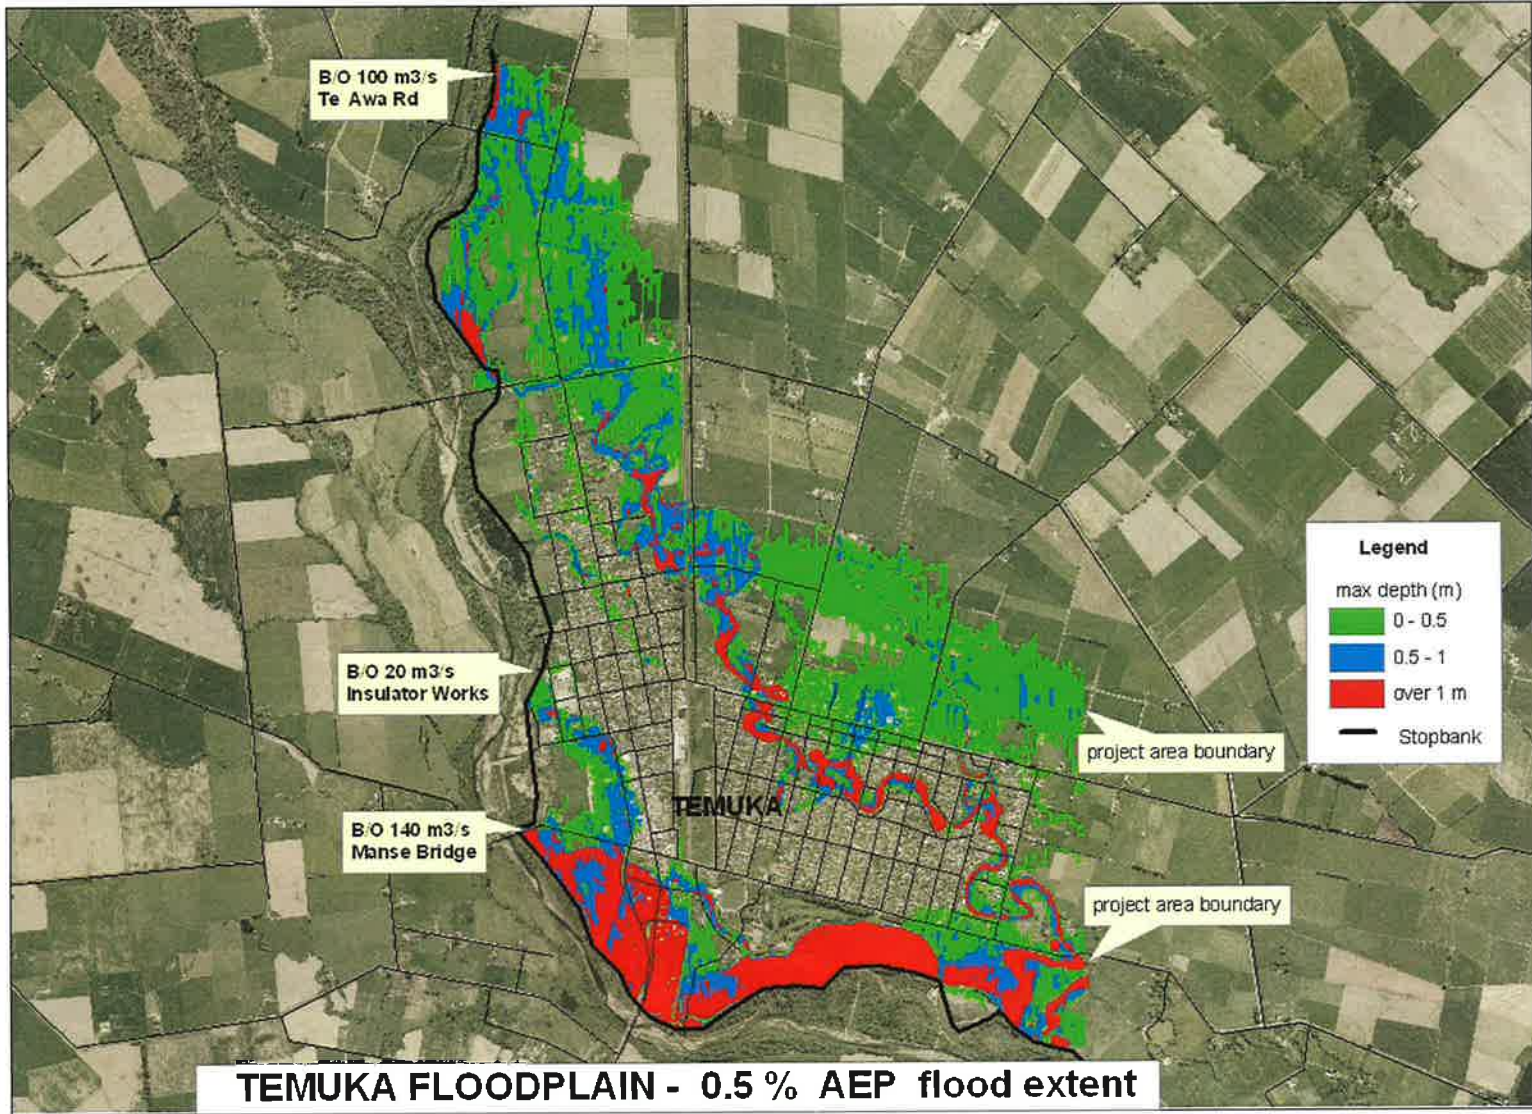 B/O 100 m3/s
Te Awa Rd
Legend
max depth (m)
0 - 0.5
0.5 - 1
over 1 m
Stopbank
B/O 20 m3/s
Insulator Works
project area boundary
TEMUKA
B/O 140 m3/s
Manse Bridge
project area boundary
TEMUKA FLOODPLAIN - 0.5 % AEP flood extent